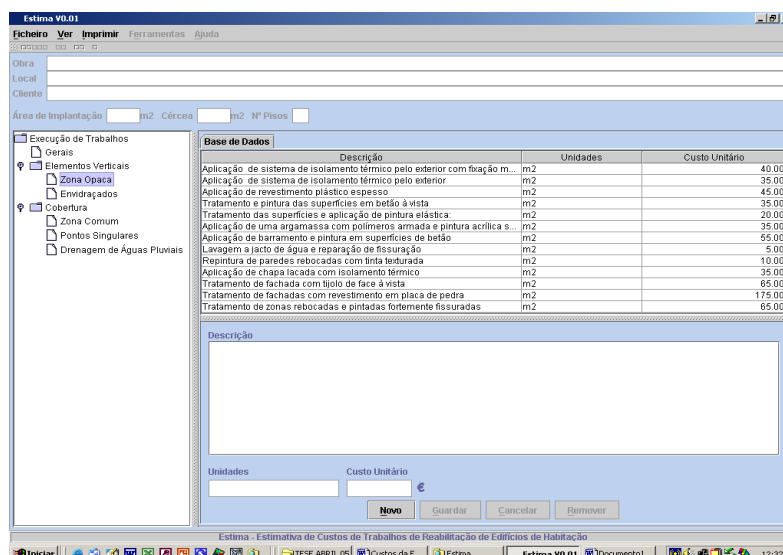 Estima V0.01
Ficheiro Ver Imprimir Ferramentas Ajuda
Obra
Local
Cliente
Área de Implantação m2 Cércea m2 Nº Pisos
Execução de Trabalhos
Gerais
Elementos Verticais
Zona Opaca
Envidraçados
Cobertura
Zona Comum
Pontos Singulares
Drenagem de Águas Pluviais
Base de Dados
Descrição Unidades Custo Unitário
Aplicação de sistema de isolamento térmico pelo exterior com fixação m... m2 40.00
Aplicação de sistema de isolamento térmico pelo exterior m2 35.00
Aplicação de revestimento plástico espesso m2 45.00
Tratamento e pintura das superfícies em betão à vista m2 35.00
Tratamento das superfícies e aplicação de pintura elástica: m2 20.00
Aplicação de uma argamassa com polímeros armada e pintura acrílica s... m2 35.00
Aplicação de barramento e pintura em superfícies de betão m2 55.00
Lavagem a jacto de água e reparação de fissuração m2 5.00
Repintura de paredes rebocadas com tinta texturada m2 10.00
Aplicação de chapa lacada com isolamento térmico m2 35.00
Tratamento de fachada com tijolo de face à vista m2 65.00
Tratamento de fachadas com revestimento em placa de pedra m2 175.00
Tratamento de zonas rebocadas e pintadas fortemente fissuradas m2 65.00
Descrição
Unidades Custo Unitário
€
Novo Guardar Cancelar Remover
Estima - Estimativa de Custos de Trabalhos de Reabilitação de Edifícios de Habitação
Iniciar TESE ABRIL 05 Custos da E... Estima Estima V0.01 Documento1 12:32